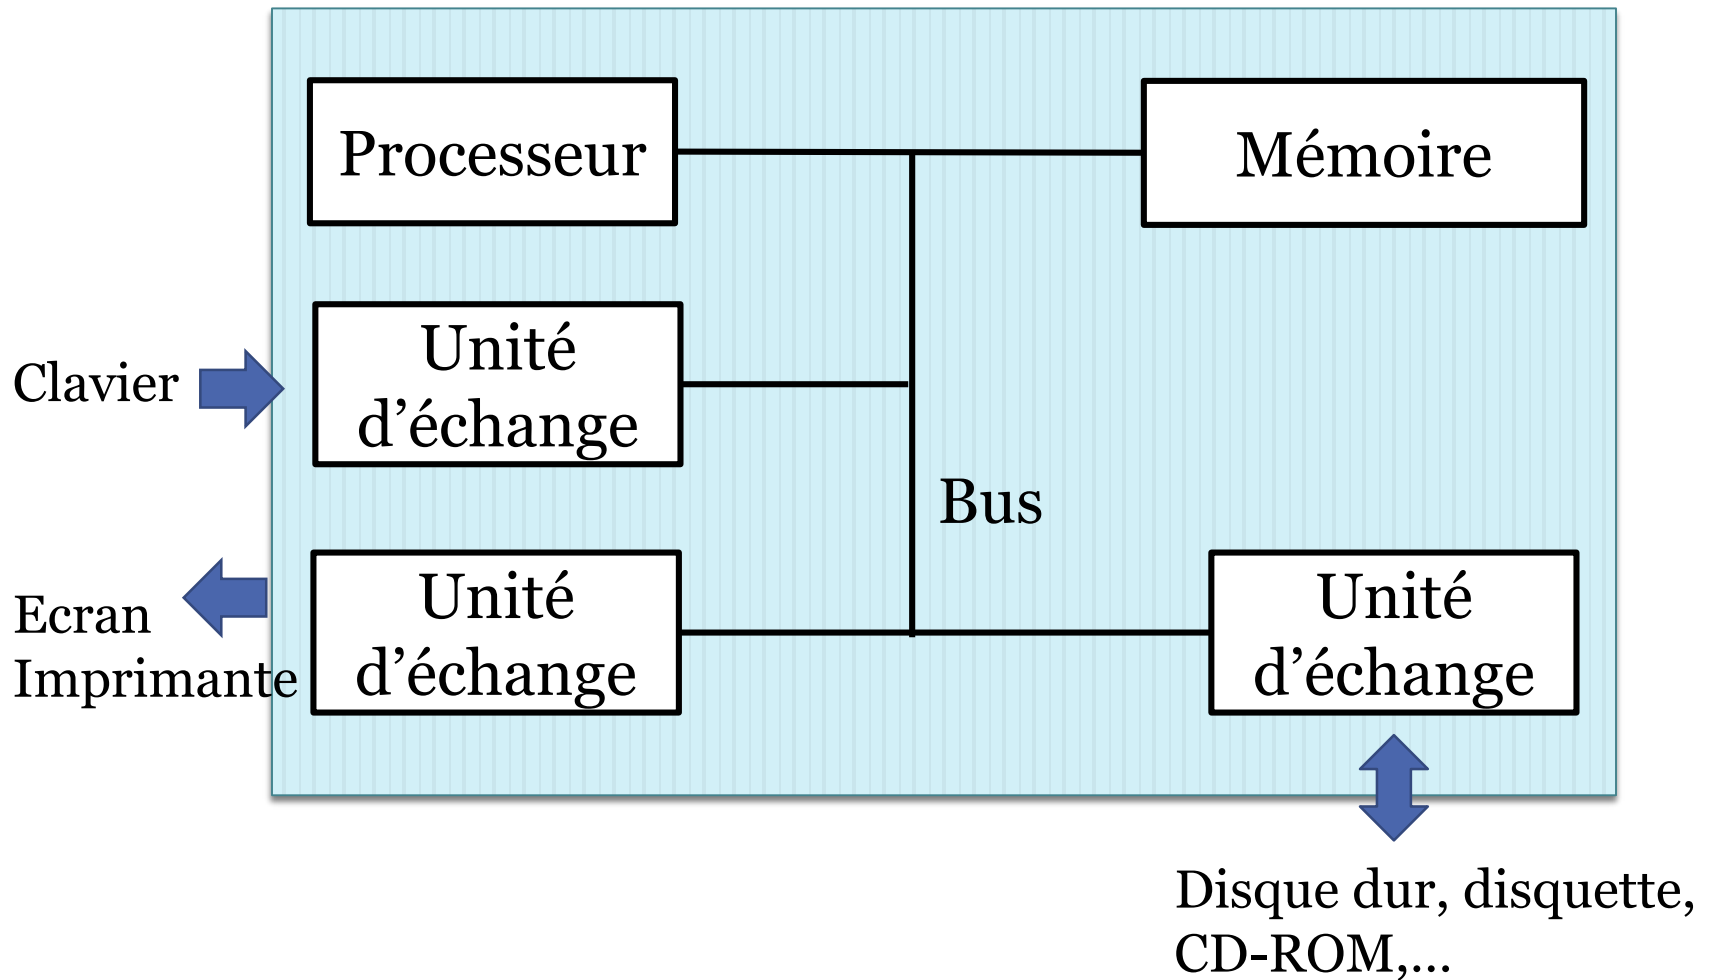 Processeur
Mémoire
Clavier
Unité
d’échange
Bus
Ecran
Imprimante
Unité
d’échange
Unité
d’échange
Disque dur, disquette,
CD-ROM,...